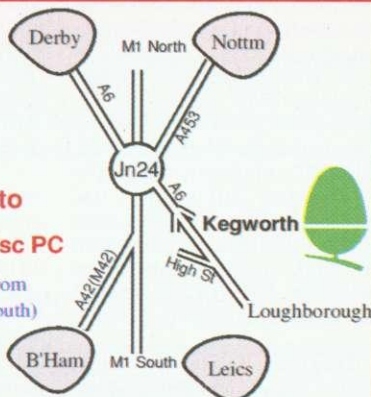 Derby
M1 North
Nottm
A6
A453
Jn24
to
A6
Kegworth
sc PC
High St
om
A42(M42)
outh)
Loughborough
B'Ham
M1 South
Leics